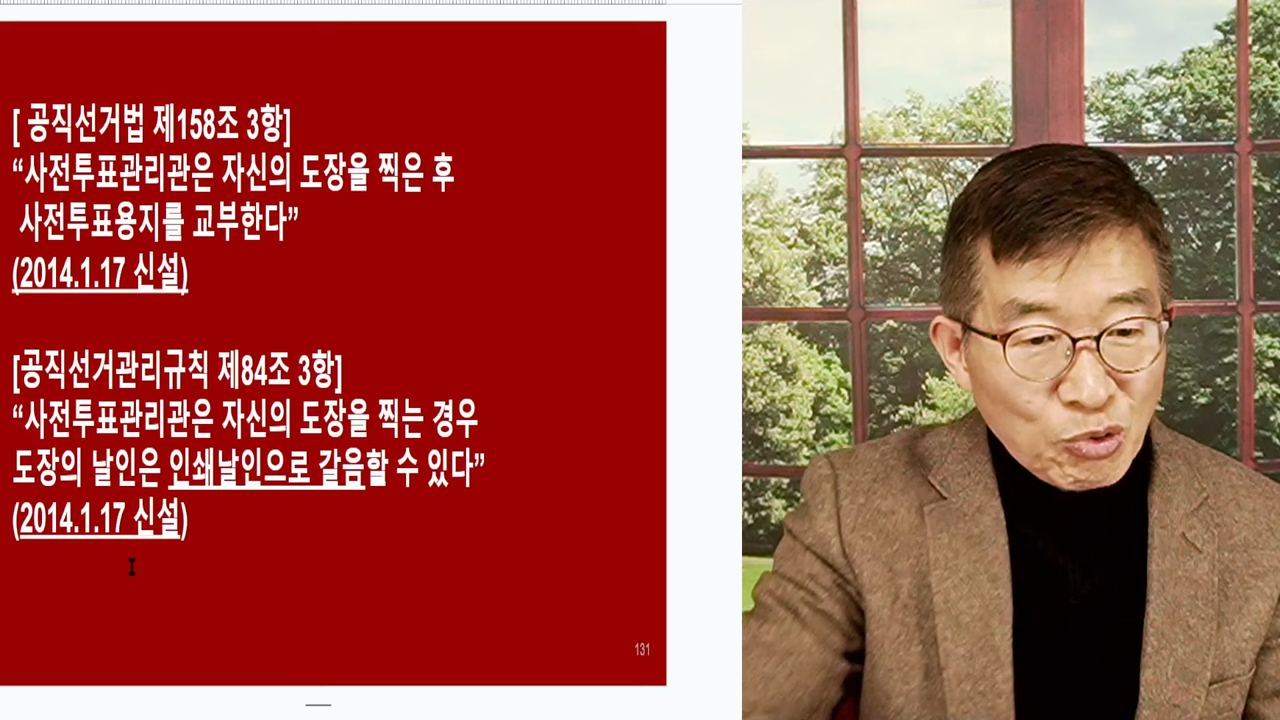 [ 공직선거법 제158조 3항]
“사전투표관리관은 자신의 도장을 찍은 후
사전투표용지를 교부한다”
(2014.1.17 신설)
[공직선거관리규칙 제84조 3항]
“사전투표관리관은 자신의 도장을 찍는 경우
도장의 날인은 인쇄날인으로 갈음할 수 있다”
(2014.1.17 신설)
131